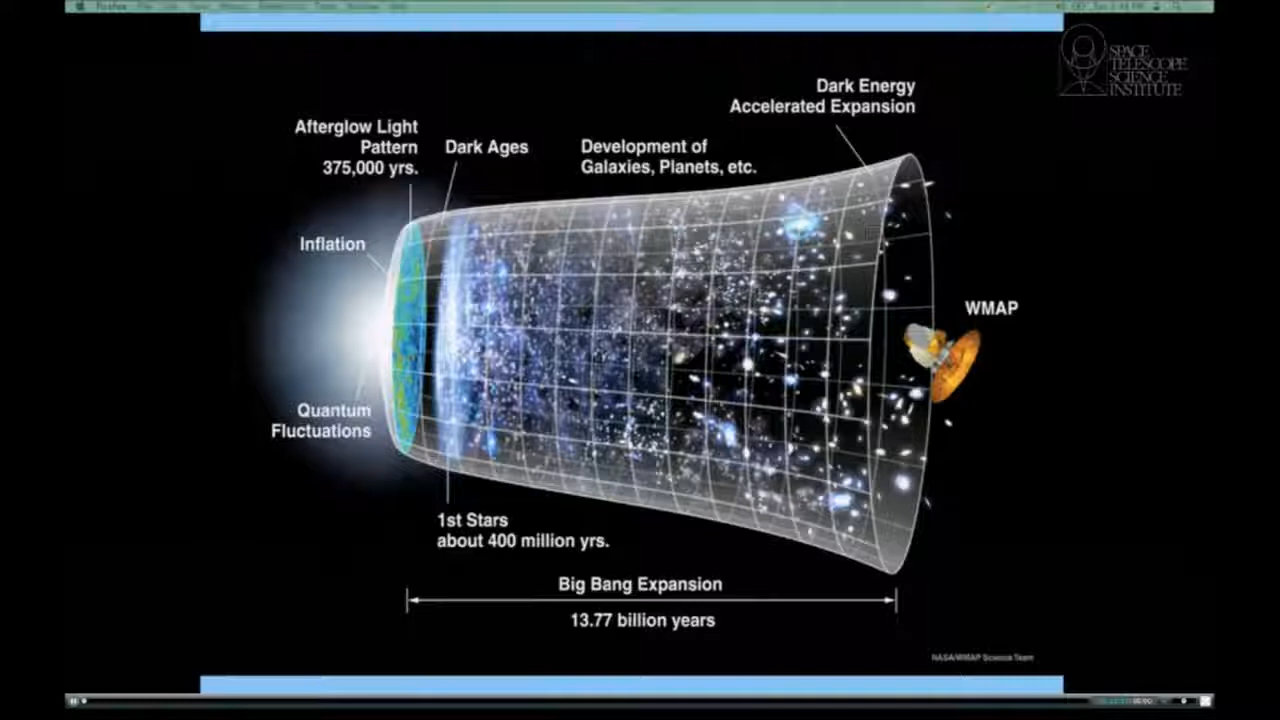 SPACE
TELESCOPE
SCIENCE
INSTITUTE
Dark Energy
Accelerated Expansion
Afterglow Light
Pattern
375,000 yrs.
Dark Ages
Development of
Galaxies, Planets, etc.
Inflation
WMAP
Quantum
Fluctuations
1st Stars
about 400 million yrs.
Big Bang Expansion
13.77 billion years
NASA/WMAP Science Team